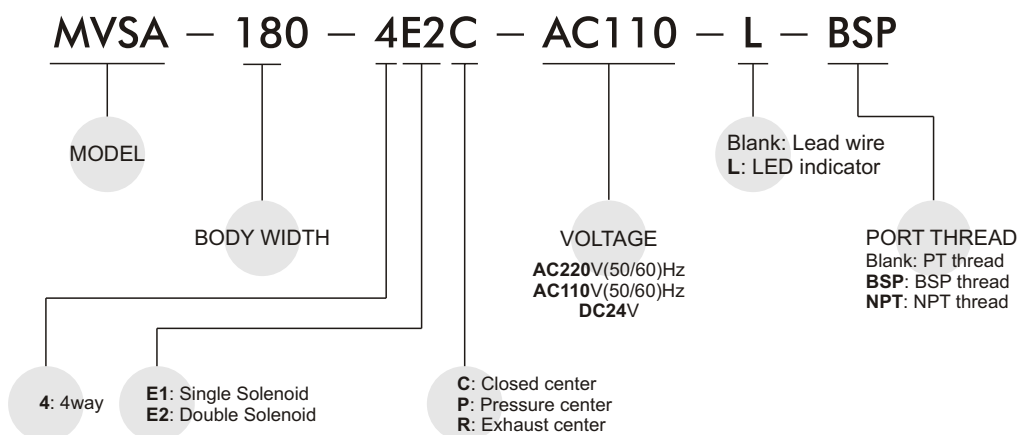 MVSA – 180 – 4E2C – AC110 – L – BSP
MODEL
BODY WIDTH
4: 4way
E1: Single Solenoid
E2: Double Solenoid
C: Closed center
P: Pressure center
R: Exhaust center
VOLTAGE
AC220V(50/60)Hz
AC110V(50/60)Hz
DC24V
Blank: Lead wire
L: LED indicator
PORT THREAD
Blank: PT thread
BSP: BSP thread
NPT: NPT thread